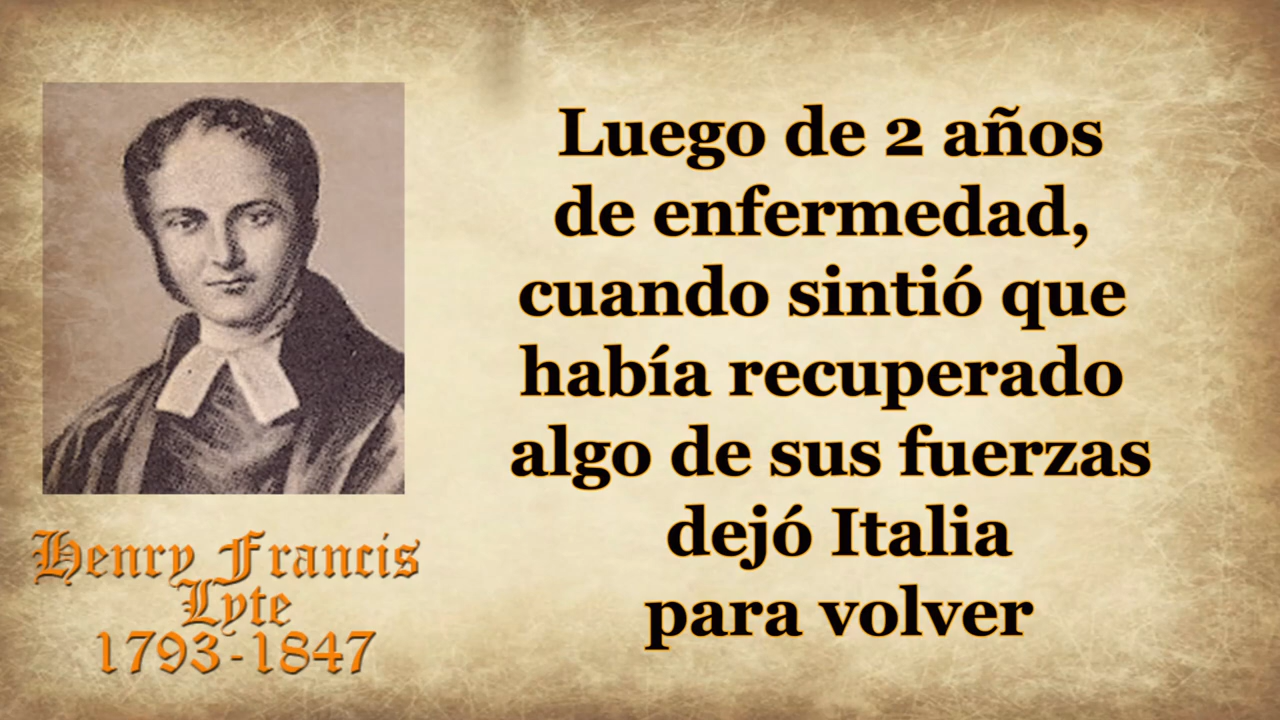 Luego de 2 años
de enfermedad,
cuando sintió que
había recuperado
algo de sus fuerzas
dejó Italia
para volver
Henry Francis
Lyte
1793-1847